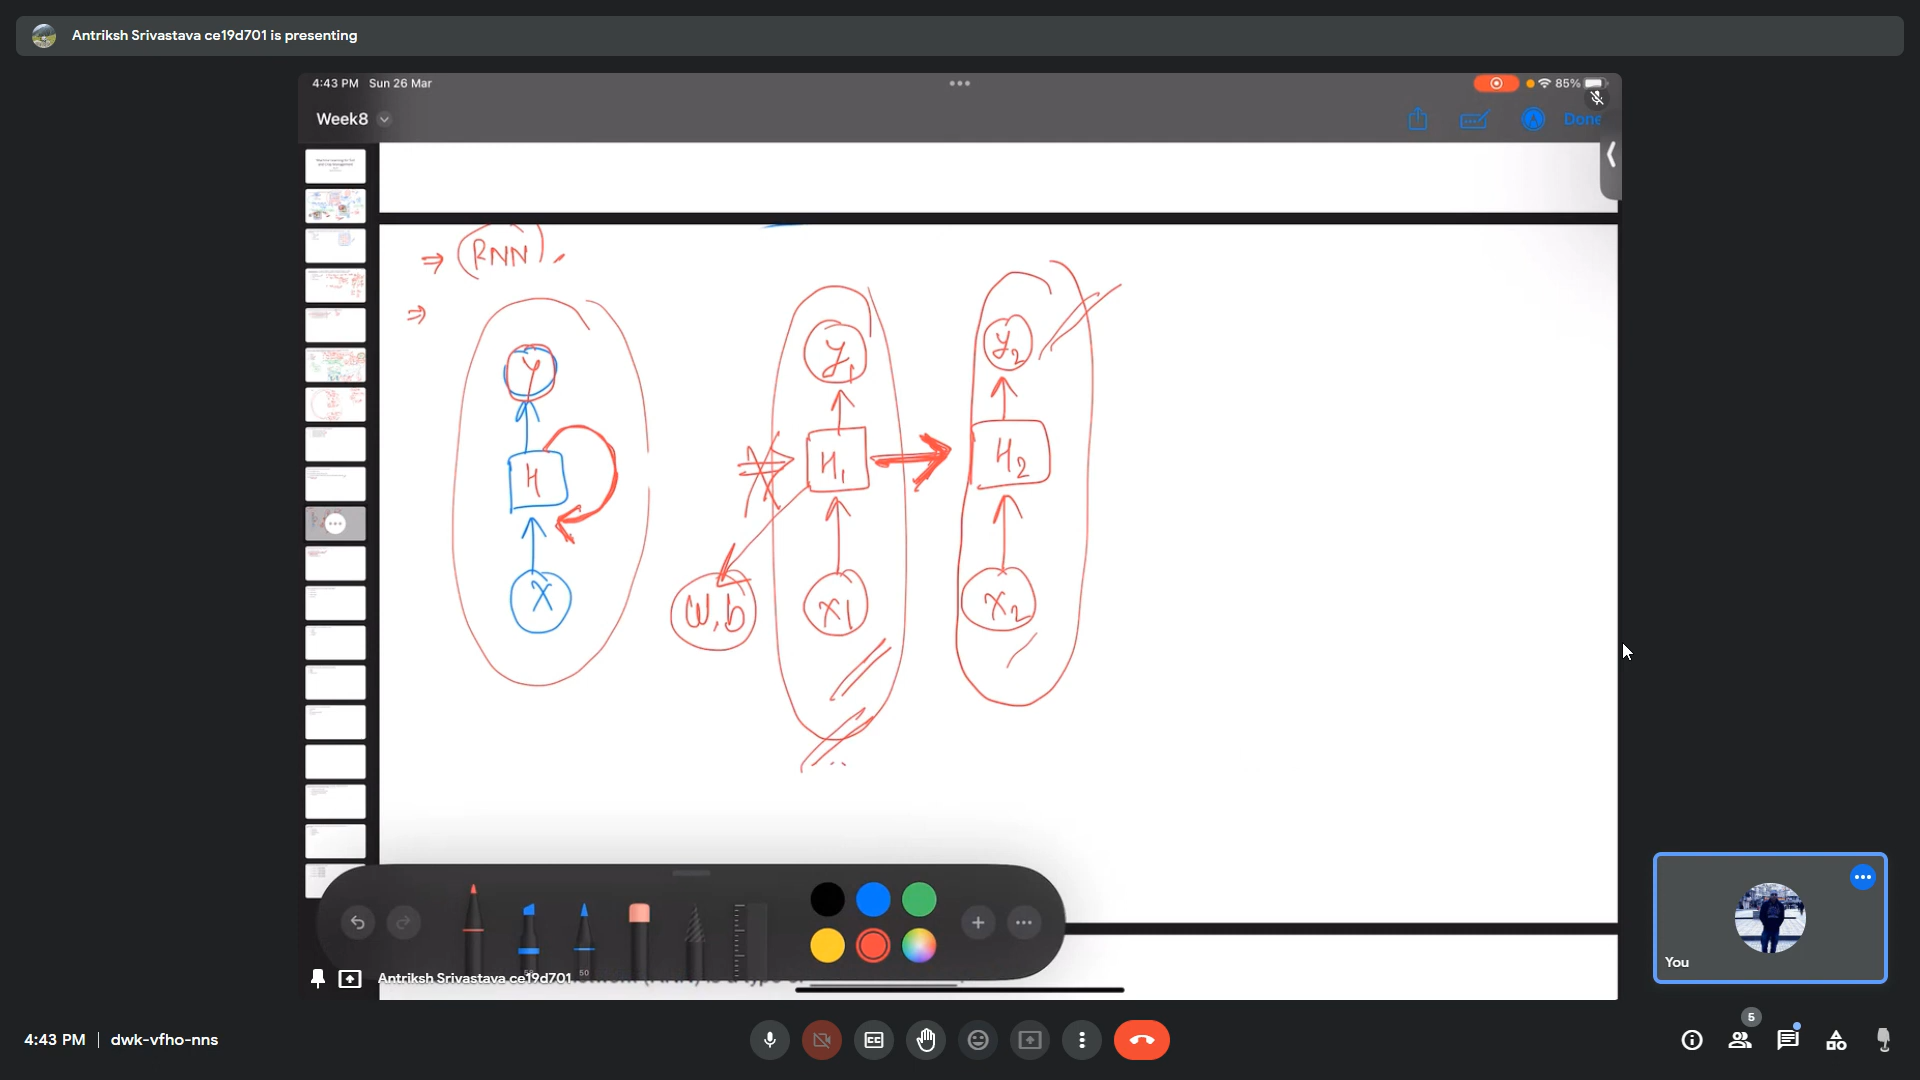 Antriksh Srivastava ce19d701 is presenting
4:43 PM Sun 26 Mar
85%
Week8
Done
⇒ RNN.
⇒
Y
H
X
y1
H1
x1
w,b
y2
H2
x2
50
Antriksh Srivastava ce19d701
You
4:43 PM | dwk-vfho-nns
5